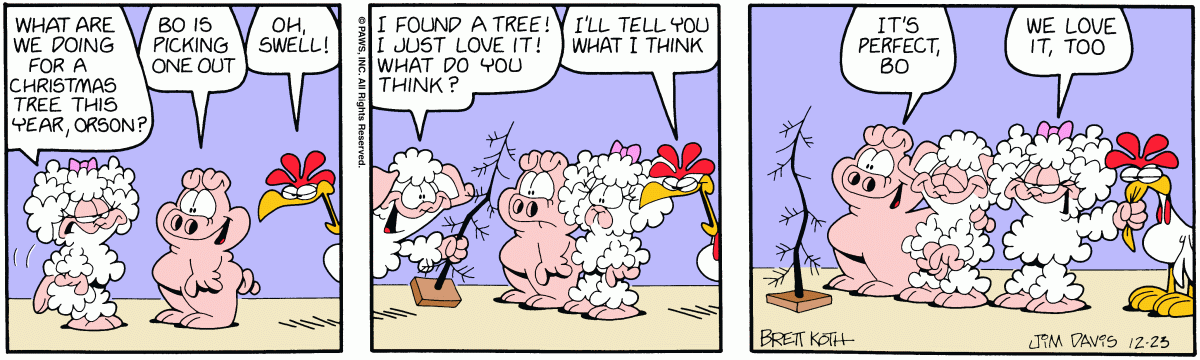 WHAT ARE
WE DOING
FOR A
CHRISTMAS
TREE THIS
YEAR, ORSON?
BO IS
PICKING
ONE OUT
OH,
SWELL!
© PAWS, INC. All Rights Reserved.
I FOUND A TREE!
I JUST LOVE IT!
WHAT DO YOU
THINK?
I'LL TELL YOU
WHAT I THINK
IT'S
PERFECT,
BO
WE LOVE
IT, TOO
BRETT KOTH
JIM DAVIS 12-23